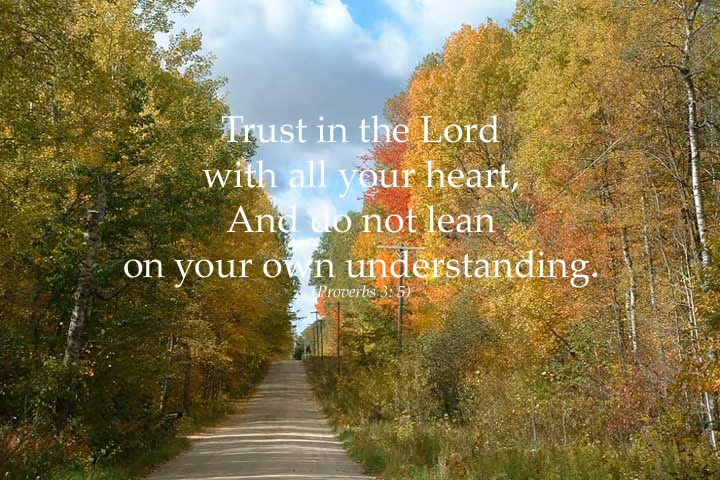 Trust in the Lord
with all your heart,
And do not lean
on your own understanding.
(Proverbs 3: 5)